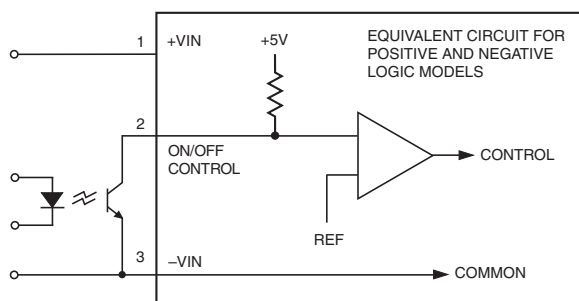 EQUIVALENT CIRCUIT FOR
POSITIVE AND NEGATIVE
LOGIC MODELS
1 +VIN
+5V
2
ON/OFF
CONTROL
CONTROL
REF
3 –VIN
COMMON